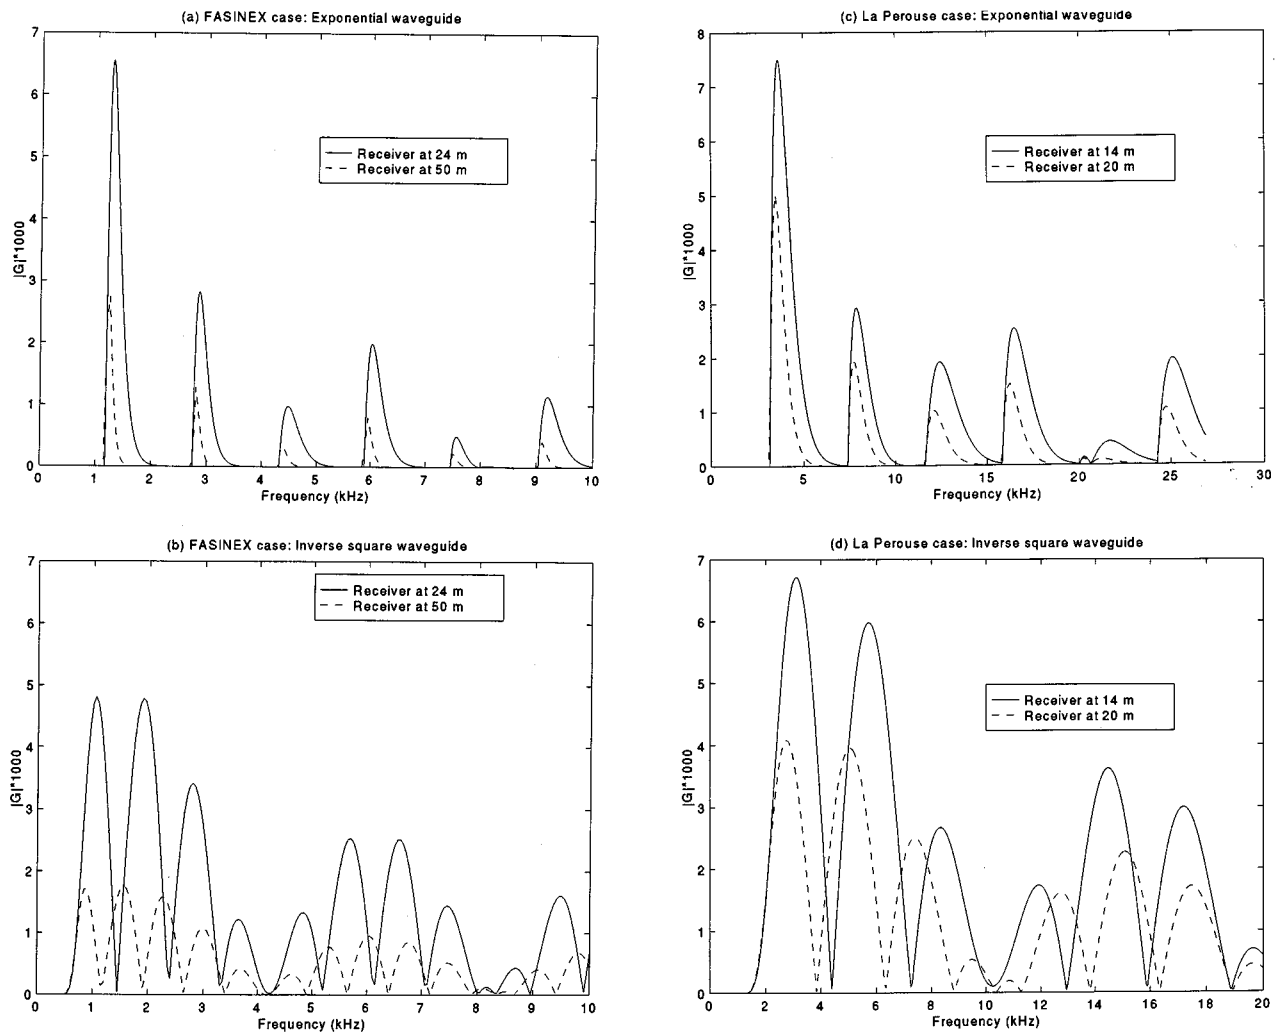 (a) FASINEX case: Exponential waveguide
7
6
5
4
3
2
1
0
|G|*1000
Receiver at 24 m
Receiver at 50 m
0 1 2 3 4 5 6 7 8 9 10
Frequency (kHz)
(c) La Perouse case: Exponential waveguide
8
7
6
5
4
3
2
1
0
|G|*1000
Receiver at 14 m
Receiver at 20 m
0 5 10 15 20 25 30
Frequency (kHz)
(b) FASINEX case: Inverse square waveguide
7
6
5
4
3
2
1
0
|G|*1000
Receiver at 24 m
Receiver at 50 m
0 1 2 3 4 5 6 7 8 9 10
Frequency (kHz)
(d) La Perouse case: Inverse square waveguide
7
6
5
4
3
2
1
0
|G|*1000
Receiver at 14 m
Receiver at 20 m
0 2 4 6 8 10 12 14 16 18 20
Frequency (kHz)